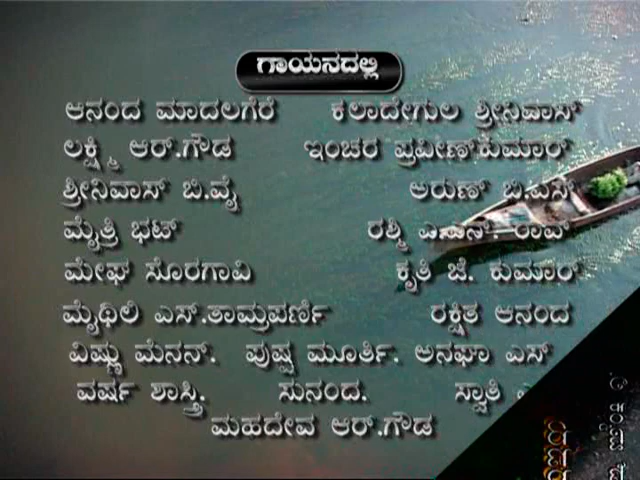 ಗಾಯನದಲ್ಲಿ
ಆನಂದ ಮಾದಲಗೆರೆ ಕಲಾದೇಗುಲ ಶ್ರೀನಿವಾಸ್
ಲಕ್ಷ್ಮಿ ಆರ್.ಗೌಡ ಇಂಚರ ಪ್ರವೀಣ್‌ಕುಮಾರ್
ಶ್ರೀನಿವಾಸ್ ಬಿ.ವೈ ಅರುಣ್ ಬಿ.ಎಸ್
ಮೈತ್ರಿ ಭಟ್ ರಶ್ಮಿ ರಾವ್
ಮೇಘ ಸೊರಗಾವಿ ಕೃತಿ ಜೆ. ಕುಮಾರ್
ಮೈಥಿಲಿ ಎಸ್.ತಾಮ್ರಪರ್ಣಿ ರಕ್ಷಿತ ಆನಂದ
ವಿಷ್ಣು ಮೆನನ್. ಪುಷ್ಪ ಮೂರ್ತಿ. ಅನಘಾ ಎಸ್
ವರ್ಷ ಶಾಸ್ತ್ರಿ. ಸುನಂದ. ಸ್ವಾತಿ
ಮಹದೇವ ಆರ್.ಗೌಡ